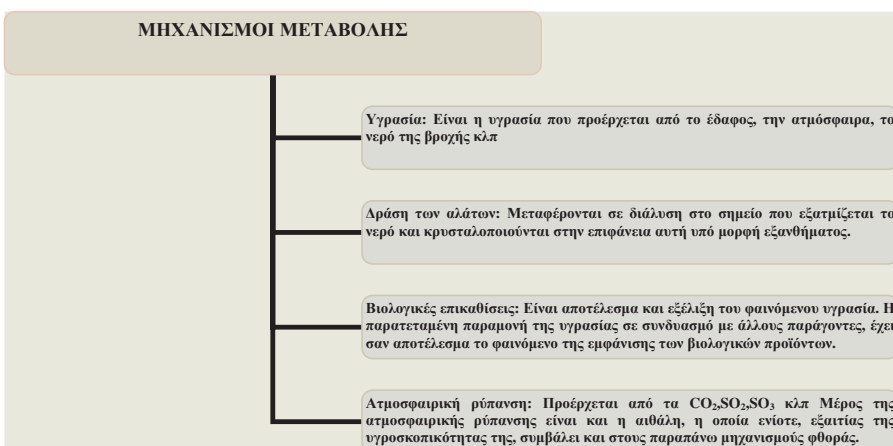 ΜΗΧΑΝΙΣΜΟΙ ΜΕΤΑΒΟΛΗΣ
Υγρασία: Είναι η υγρασία που προέρχεται από το έδαφος, την ατμόσφαιρα, το
νερό της βροχής κλπ
Δράση των αλάτων: Μεταφέρονται σε διάλυση στο σημείο που εξατμίζεται το
νερό και κρυσταλοποιούνται στην επιφάνεια αυτή υπό μορφή εξανθήματος.
Βιολογικές επικαθίσεις: Είναι αποτέλεσμα και εξέλιξη του φαινόμενου υγρασία. Η
παρατεταμένη παραμονή της υγρασίας σε συνδυασμό με άλλους παράγοντες, έχει
σαν αποτέλεσμα το φαινόμενο της εμφάνισης των βιολογικών προϊόντων.
Ατμοσφαιρική ρύπανση: Προέρχεται από τα CO₂,SO₂,SO₃ κλπ Μέρος της
ατμοσφαιρικής ρύπανσης είναι και η αιθάλη, η οποία ενίοτε, εξαιτίας της
υγροσκοπικότητας της, συμβάλει και στους παραπάνω μηχανισμούς φθοράς.